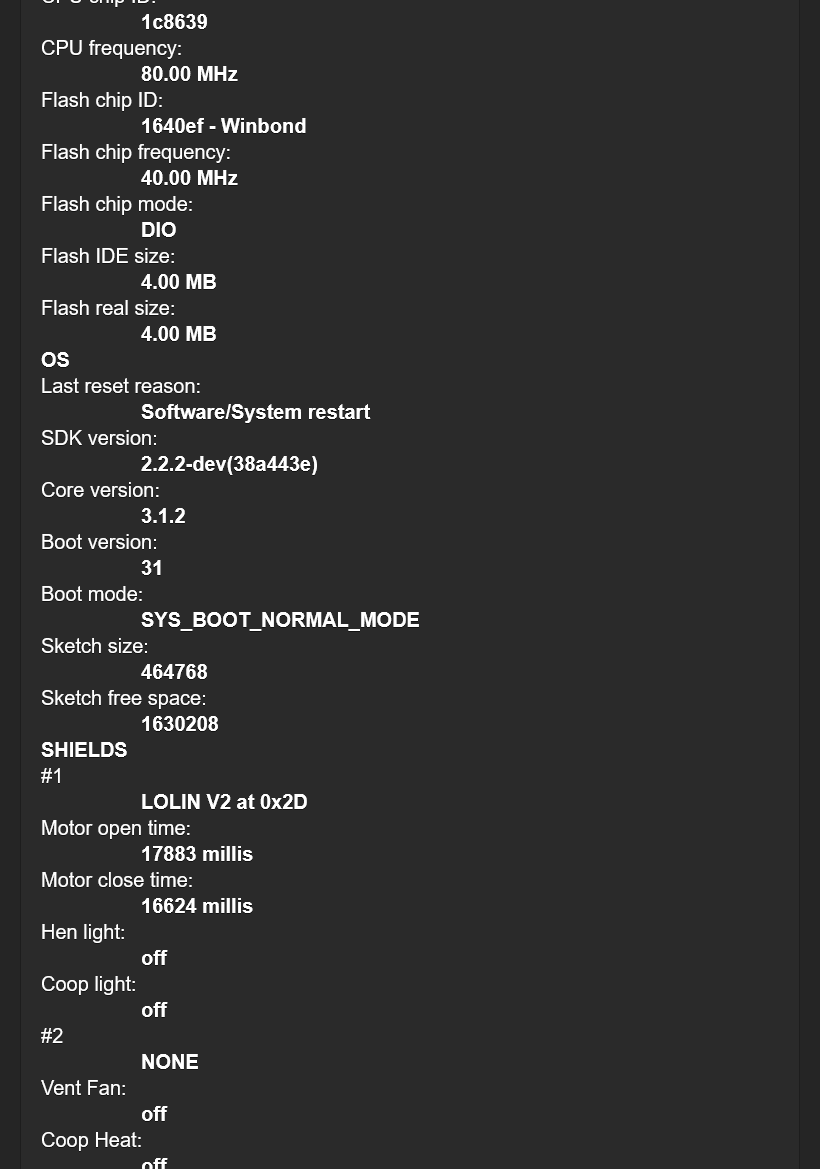 CPU chip ID:
1c8639
CPU frequency:
80.00 MHz
Flash chip ID:
1640ef - Winbond
Flash chip frequency:
40.00 MHz
Flash chip mode:
DIO
Flash IDE size:
4.00 MB
Flash real size:
4.00 MB
OS
Last reset reason:
Software/System restart
SDK version:
2.2.2-dev(38a443e)
Core version:
3.1.2
Boot version:
31
Boot mode:
SYS_BOOT_NORMAL_MODE
Sketch size:
464768
Sketch free space:
1630208
SHIELDS
#1
LOLIN V2 at 0x2D
Motor open time:
17883 millis
Motor close time:
16624 millis
Hen light:
off
Coop light:
off
#2
NONE
Vent Fan:
off
Coop Heat:
off